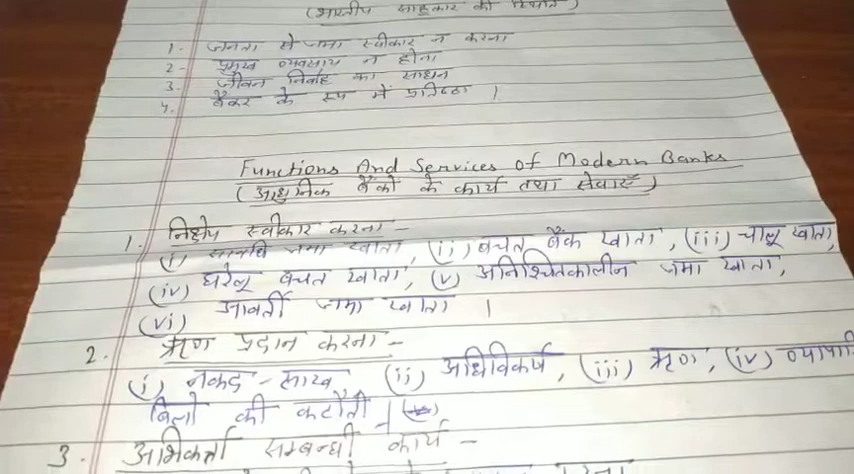 (भारतीय साहूकार की स्थिति)
1. जनता से जमा स्वीकार न करना
2- प्रमुख व्यवसाय न होना
3. जीवन निर्वाह का साधन
4. बैंकर के रूप में प्रतिष्ठा ।
Functions And Services Of Modern Banks
(आधुनिक बैंकों के कार्य तथा सेवाएँ)
1. निक्षेप स्वीकार करना -
(i) सावधि जमा खाता, (ii) बचत बैंक खाता, (iii) चालू खाता,
(iv) घरेलू बचत खाता, (v) अनिश्चितकालीन जमा खाता,
(vi) आवर्ती जमा खाता ।
2. ऋण प्रदान करना -
(i) नकद - साख (ii) अधिविकर्ष, (iii) ऋण, (iv)
बिलों की कटौती ।
3. अभिकर्ता सम्बन्धी कार्य -